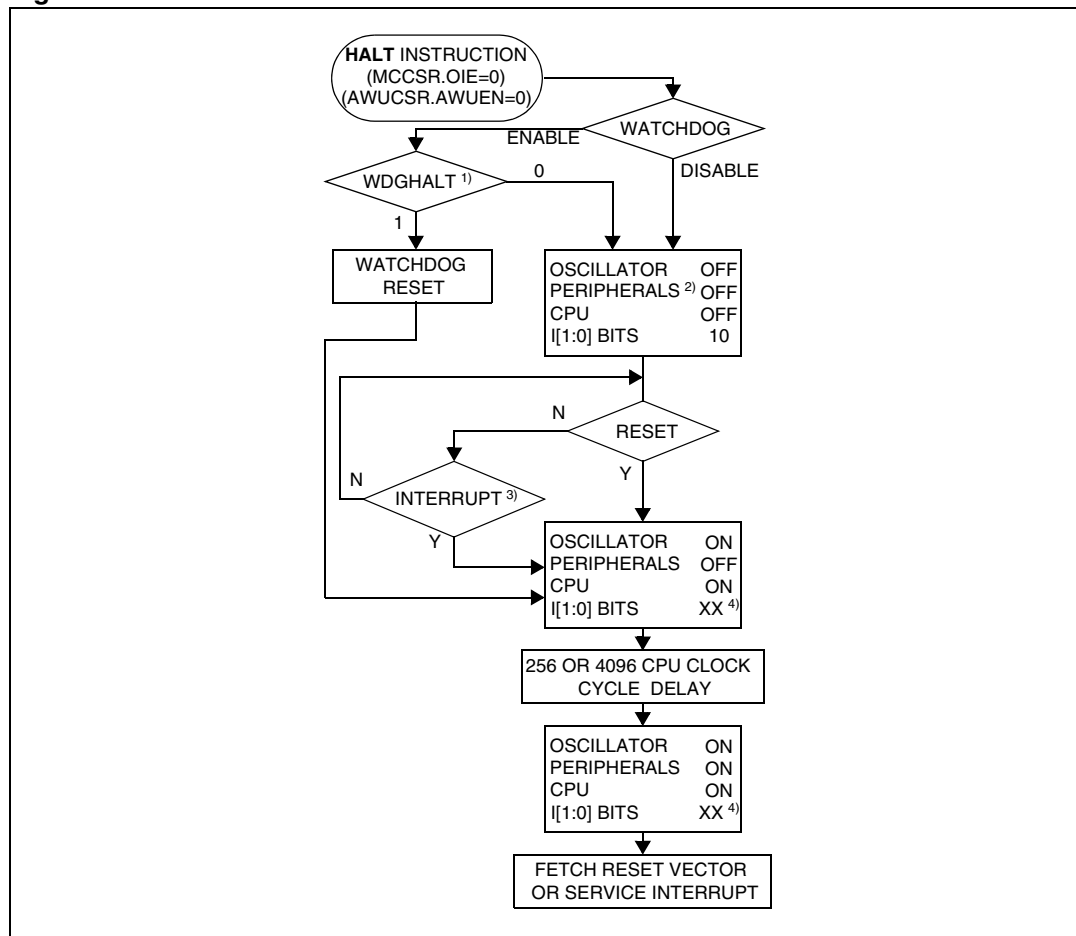 HALT INSTRUCTION
(MCCSR.OIE=0)
(AWUCSR.AWUEN=0)
WATCHDOG
ENABLE
DISABLE
WDGHALT 1)
0
1
WATCHDOG
RESET
OSCILLATOR OFF
PERIPHERALS 2) OFF
CPU OFF
I[1:0] BITS 10
N
RESET
Y
N
INTERRUPT 3)
Y
OSCILLATOR ON
PERIPHERALS OFF
CPU ON
I[1:0] BITS XX 4)
256 OR 4096 CPU CLOCK
CYCLE DELAY
OSCILLATOR ON
PERIPHERALS ON
CPU ON
I[1:0] BITS XX 4)
FETCH RESET VECTOR
OR SERVICE INTERRUPT